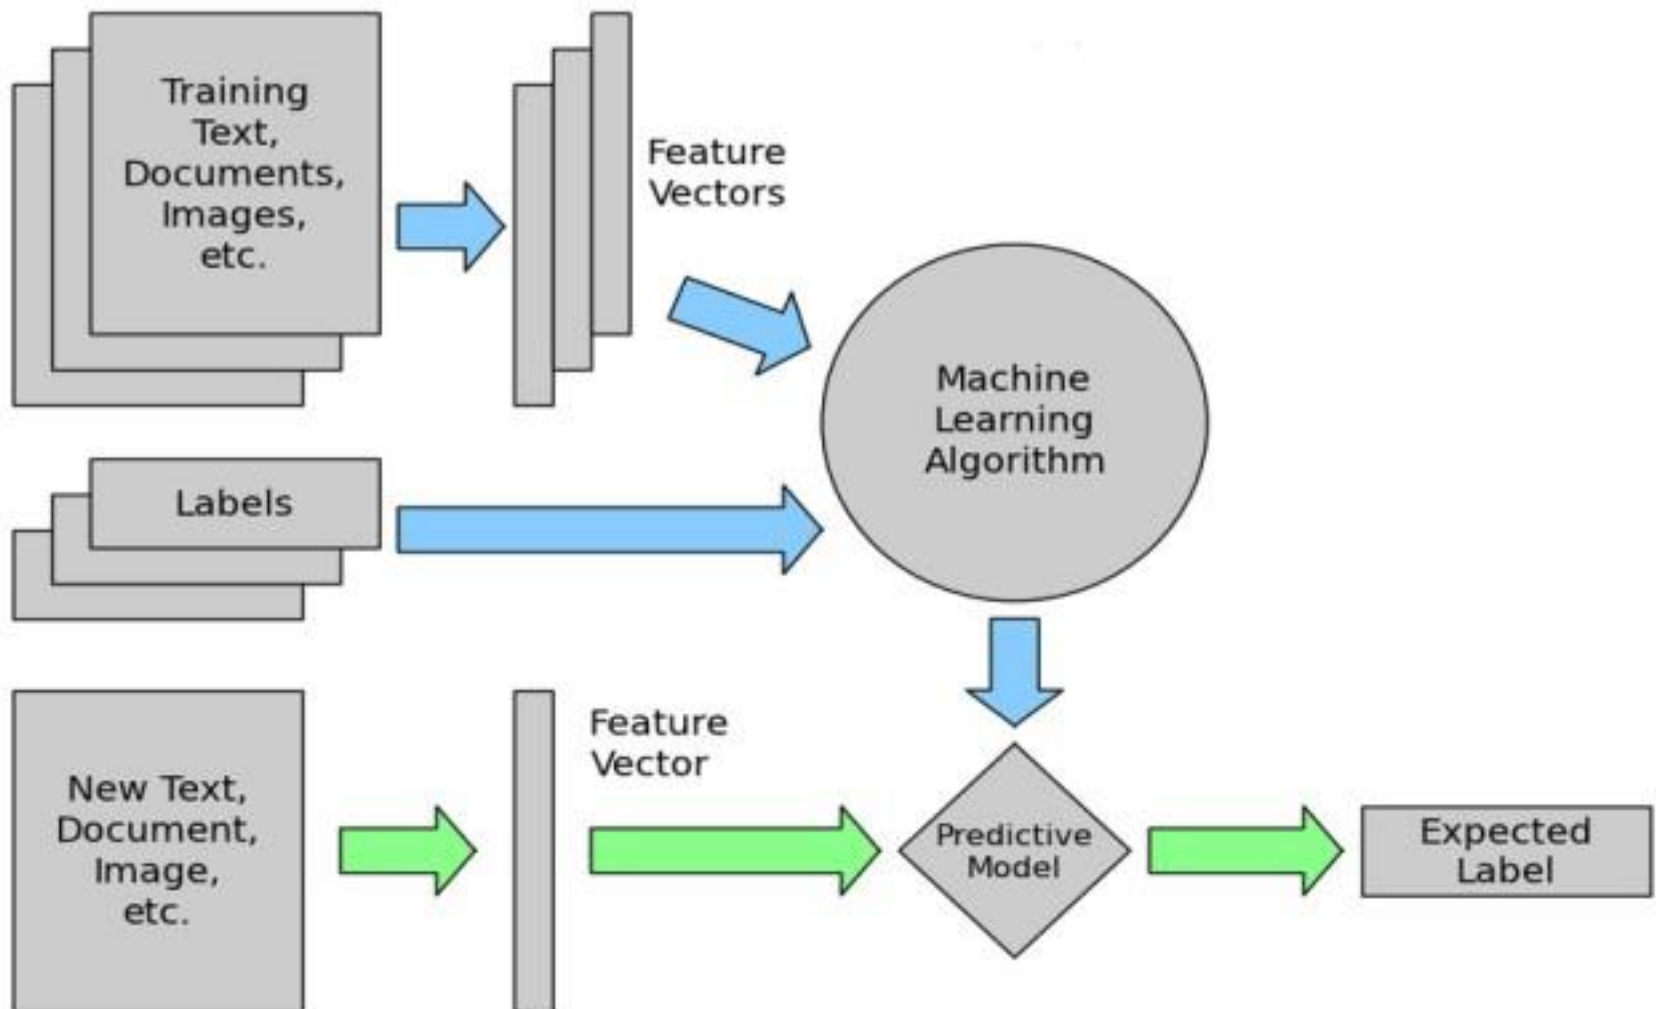 Training
Text,
Documents,
Images,
etc.
Feature
Vectors
Machine
Learning
Algorithm
Labels
New Text,
Document,
Image,
etc.
Feature
Vector
Predictive
Model
Expected
Label